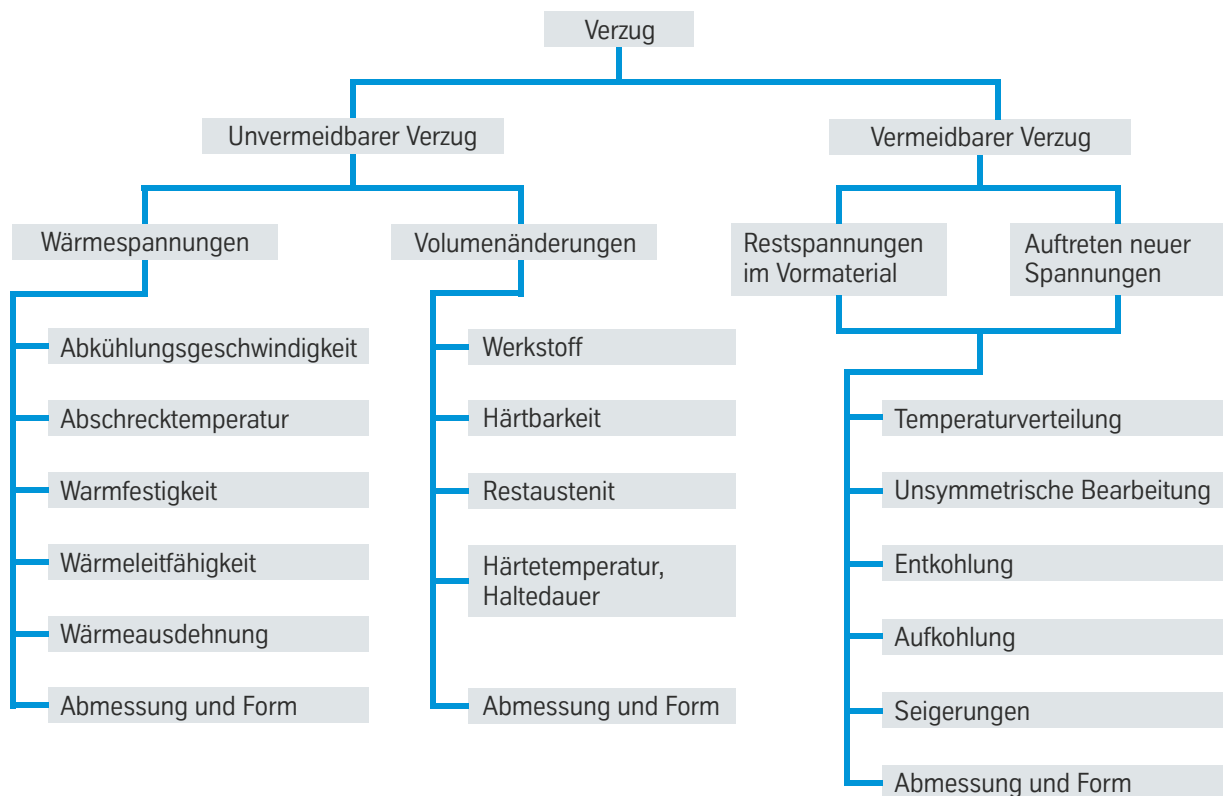 Verzug
Unvermeidbarer Verzug
Vermeidbarer Verzug
Wärmespannungen
Volumenänderungen
Restspannungen
im Vormaterial
Auftreten neuer
Spannungen
Abkühlungsgeschwindigkeit
Abschrecktemperatur
Warmfestigkeit
Wärmeleitfähigkeit
Wärmeausdehnung
Abmessung und Form
Werkstoff
Härtbarkeit
Restaustenit
Härtetemperatur,
Haltedauer
Abmessung und Form
Temperaturverteilung
Unsymmetrische Bearbeitung
Entkohlung
Aufkohlung
Seigerungen
Abmessung und Form